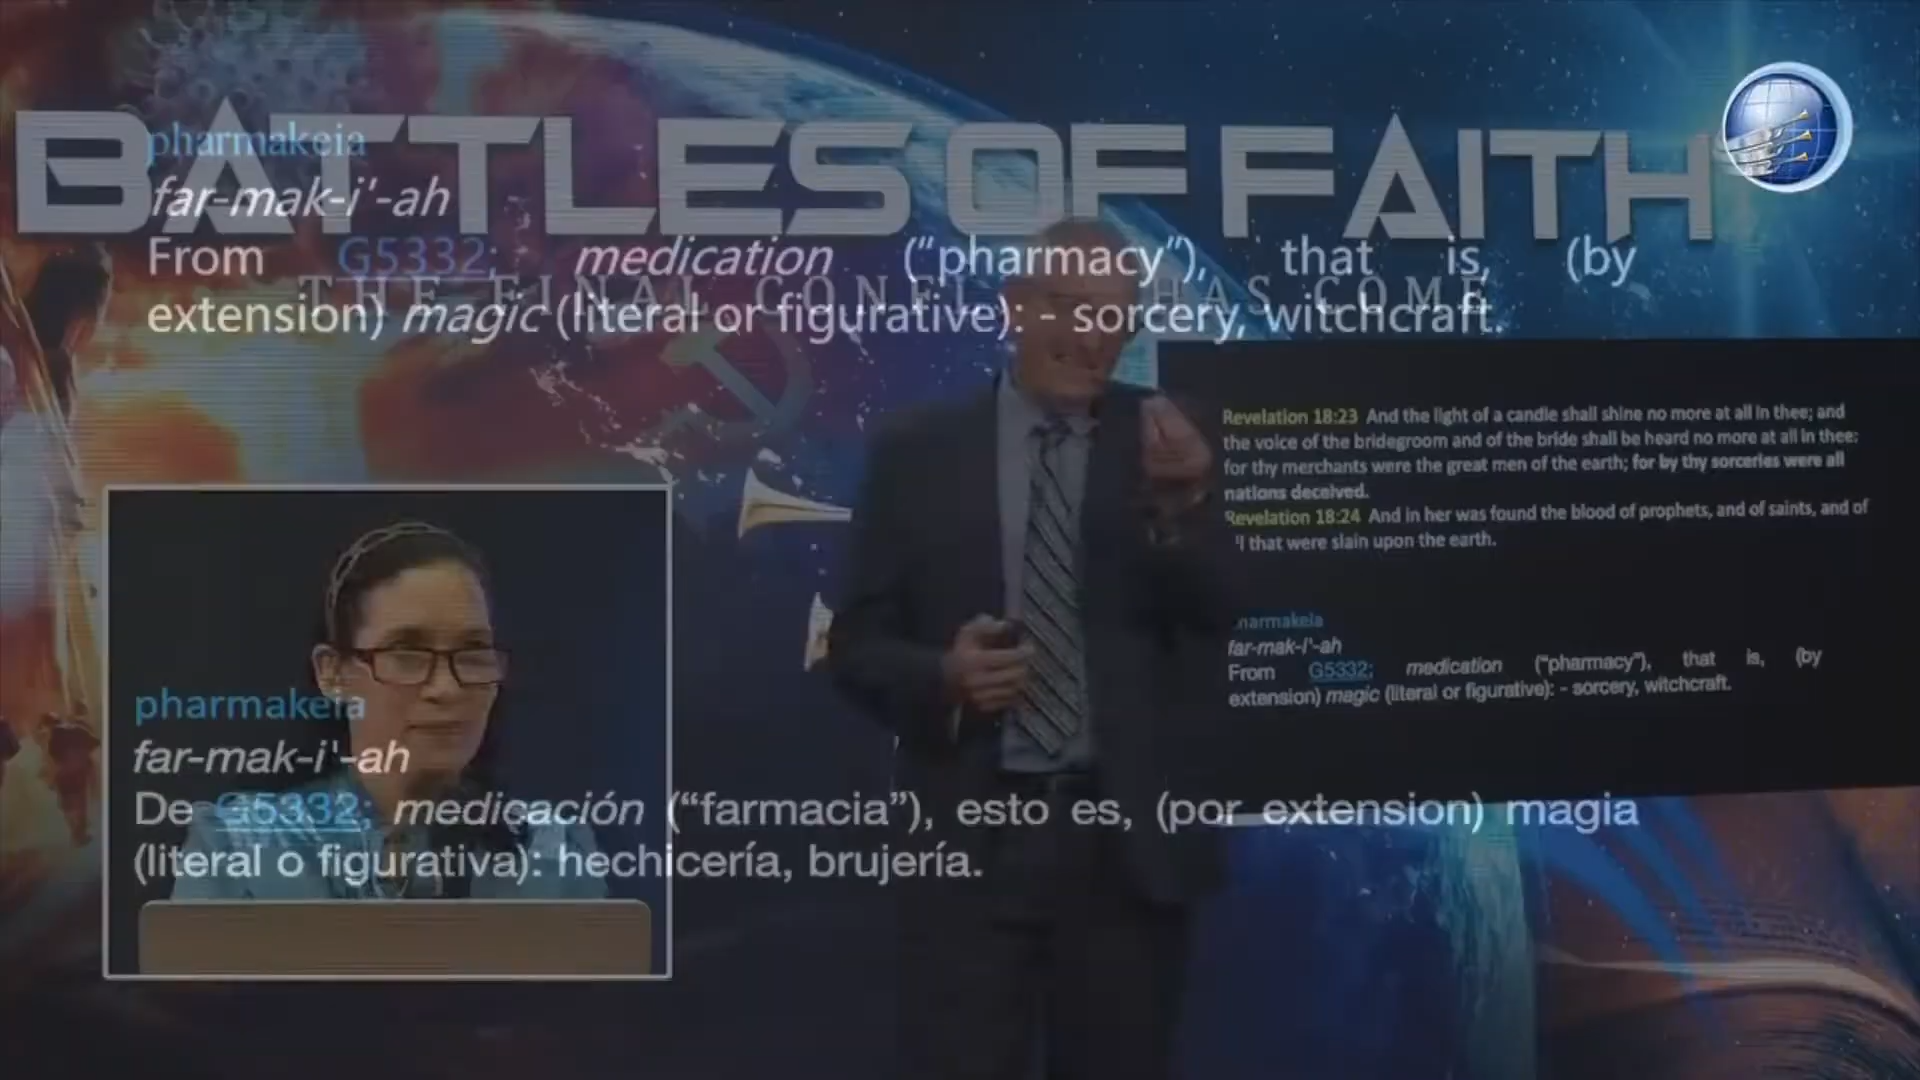 BATTLES OF FAITH
THE FINAL CONFL HAS COME
pharmakeia
far-mak-i'-ah
From G5332; medication (“pharmacy”), that is, (by
extension) magic (literal or figurative): - sorcery, witchcraft.
Revelation 18:23 And the light of a candle shall shine no more at all in thee; and
the voice of the bridegroom and of the bride shall be heard no more at all in thee:
for thy merchants were the great men of the earth; for by thy sorceries were all
nations deceived.
Revelation 18:24 And in her was found the blood of prophets, and of saints, and of
l that were slain upon the earth.
narmakeia
far-mak-i'-ah
From G5332; medication (“pharmacy”), that is, (by
extension) magic (literal or figurative): - sorcery, witchcraft.
pharmakeia
far-mak-i'-ah
De G5332; medicación (“farmacia”), esto es, (por extension) magia
(literal o figurativa): hechicería, brujería.